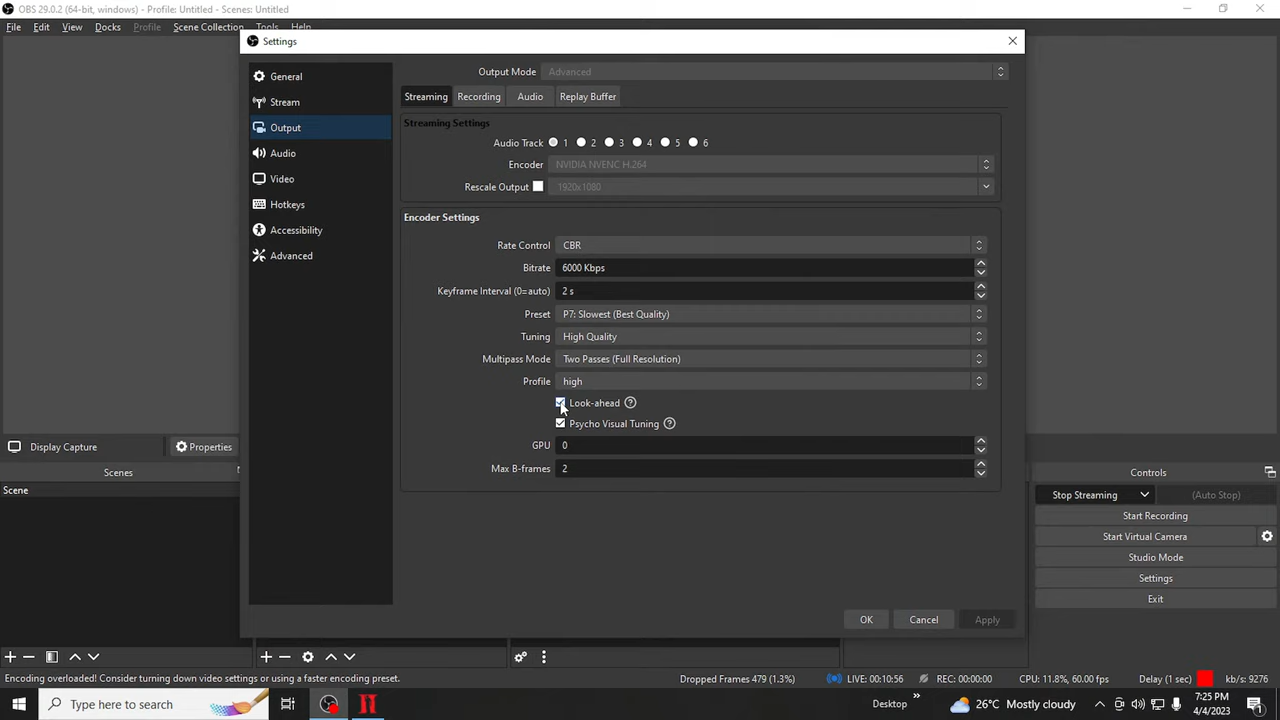 OBS 29.0.2 (64-bit, windows) - Profile: Untitled - Scenes: Untitled
File Edit View Docks Profile Scene Collection Tools Help
Settings
General
Stream
Output
Audio
Video
Hotkeys
Accessibility
Advanced
Output Mode Advanced
Streaming Recording Audio Replay Buffer
Streaming Settings
Audio Track 1 2 3 4 5 6
Encoder NVIDIA NVENC H.264
Rescale Output 1920x1080
Encoder Settings
Rate Control CBR
Bitrate 6000 Kbps
Keyframe Interval (0=auto) 2 s
Preset P7: Slowest (Best Quality)
Tuning High Quality
Multipass Mode Two Passes (Full Resolution)
Profile high
Look-ahead ?
Psycho Visual Tuning ?
GPU 0
Max B-frames 2
OK Cancel Apply
Display Capture Properties
Scenes
Scene
Controls
Stop Streaming (Auto Stop)
Start Recording
Start Virtual Camera
Studio Mode
Settings
Exit
Encoding overloaded! Consider turning down video settings or using a faster encoding preset. Dropped Frames 479 (1.3%) LIVE: 01:10:56 REC: 00:00:00 CPU: 11.8%, 60.00 fps Delay (1 sec) kb/s: 9276
Type here to search Desktop 26°C Mostly cloudy 7:25 PM
4/4/2023